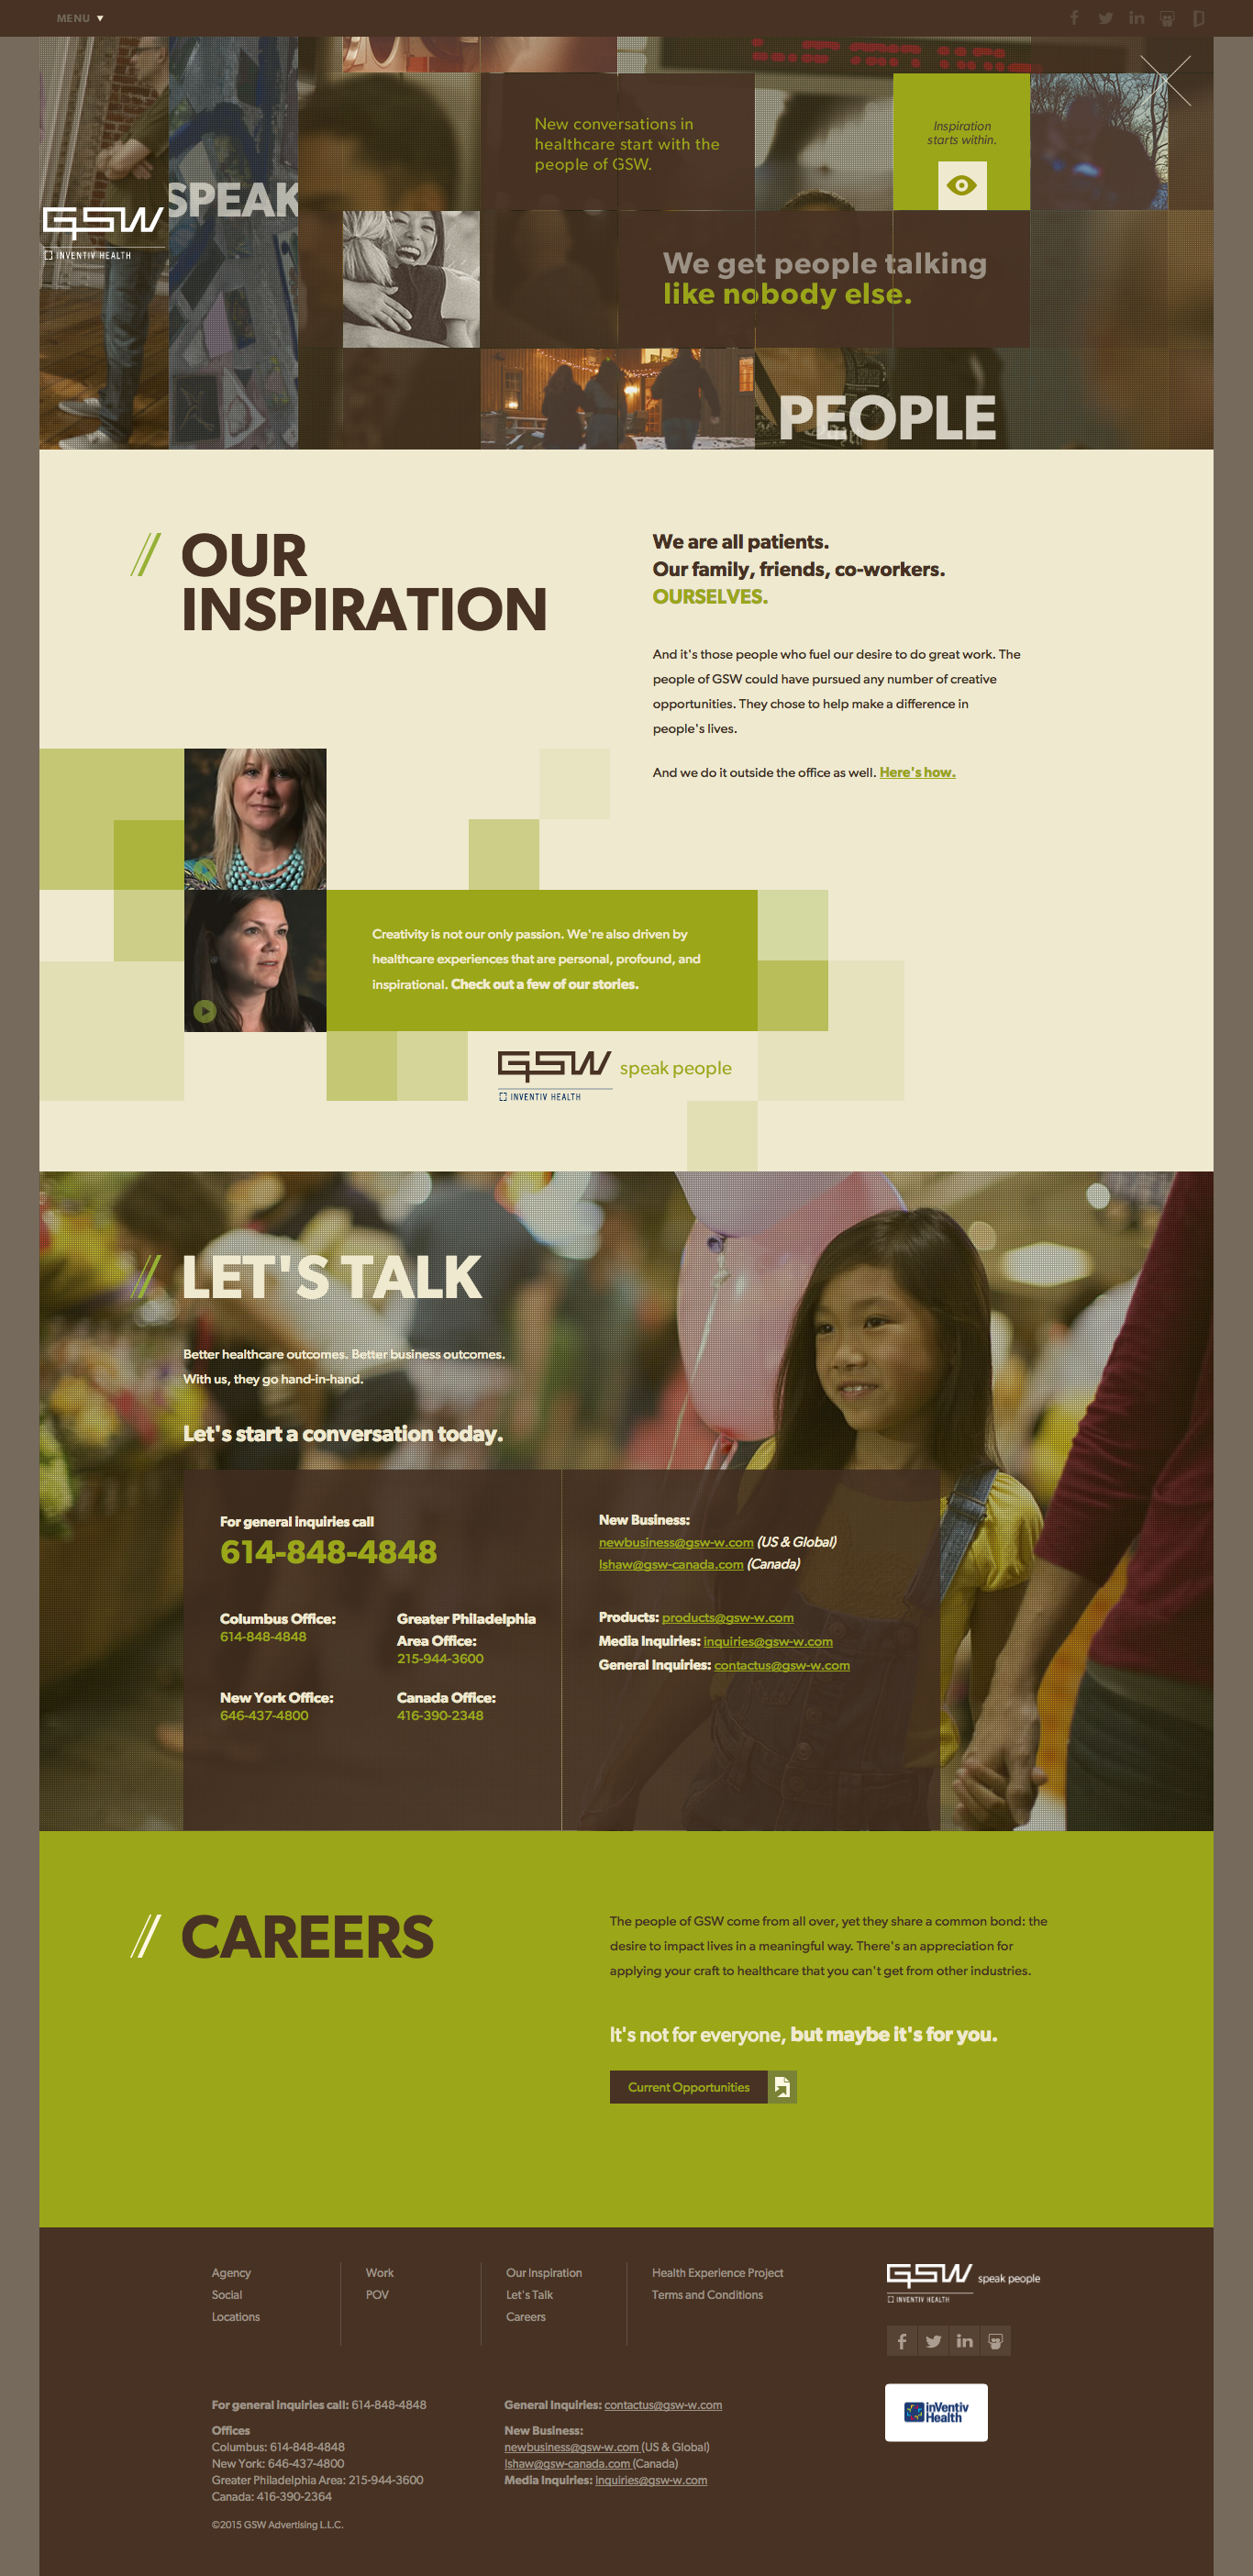 MENU
New conversations in
healthcare start with the
people of GSW.
Inspiration
starts within.
SPEAK
GSW
INVENTIV HEALTH
We get people talking
like nobody else.
PEOPLE
// OUR
INSPIRATION
We are all patients.
Our family, friends, co-workers.
OURSELVES.
And it's those people who fuel our desire to do great work. The
people of GSW could have pursued any number of creative
opportunities. They chose to help make a difference in
people's lives.
And we do it outside the office as well. Here's how.
Creativity is not our only passion. We're also driven by
healthcare experiences that are personal, profound, and
inspirational. Check out a few of our stories.
GSW speak people
INVENTIV HEALTH
// LET'S TALK
Better healthcare outcomes. Better business outcomes.
With us, they go hand-in-hand.
Let's start a conversation today.
For general inquiries call
614-848-4848
Columbus Office:
614-848-4848
Greater Philadelphia
Area Office:
215-944-3600
New York Office:
646-437-4800
Canada Office:
416-390-2348
New Business:
newbusiness@gsw-w.com (US & Global)
lshaw@gsw-canada.com (Canada)
Products: products@gsw-w.com
Media Inquiries: inquiries@gsw-w.com
General Inquiries: contactus@gsw-w.com
// CAREERS
The people of GSW come from all over, yet they share a common bond: the
desire to impact lives in a meaningful way. There's an appreciation for
applying your craft to healthcare that you can't get from other industries.
It's not for everyone, but maybe it's for you.
Current Opportunities
Agency
Social
Locations
Work
POV
Our Inspiration
Let's Talk
Careers
Health Experience Project
Terms and Conditions
GSW speak people
INVENTIV HEALTH
inVentiv
Health
For general inquiries call: 614-848-4848
Offices
Columbus: 614-848-4848
New York: 646-437-4800
Greater Philadelphia Area: 215-944-3600
Canada: 416-390-2364
©2015 GSW Advertising L.L.C.
General Inquiries: contactus@gsw-w.com
New Business:
newbusiness@gsw-w.com (US & Global)
lshaw@gsw-canada.com (Canada)
Media Inquiries: inquiries@gsw-w.com